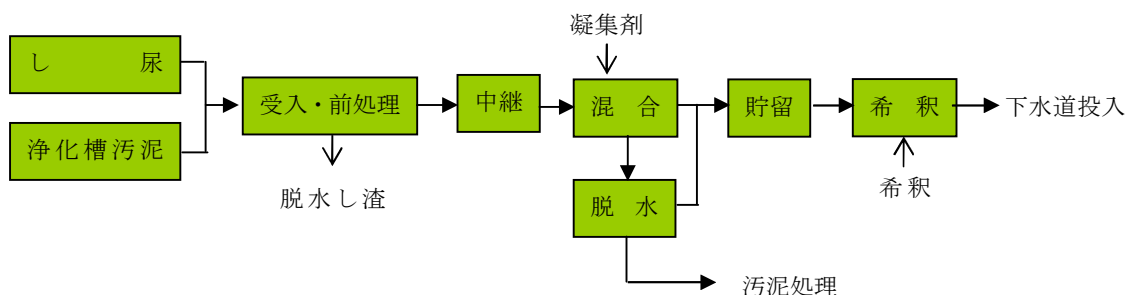 凝集剤
し 尿
浄化槽汚泥
受入・前処理
中継
混 合
貯留
希 釈
下水道投入
脱水し渣
脱 水
希釈
汚泥処理